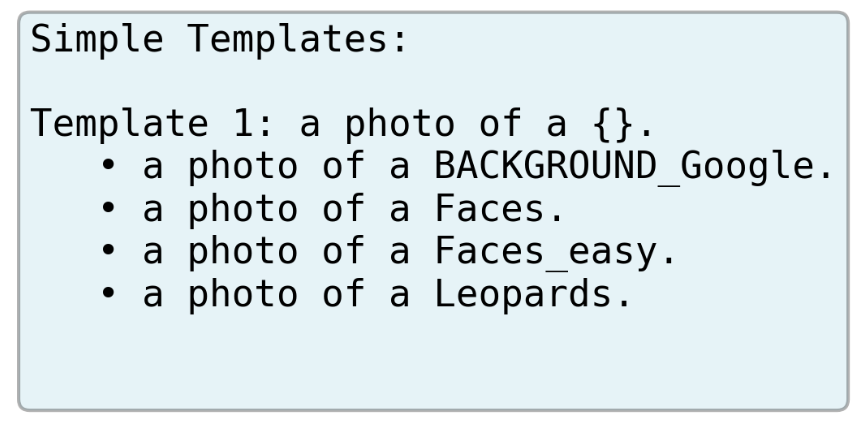 Simple Templates:
Template 1: a photo of a {}.
• a photo of a BACKGROUND_Google.
• a photo of a Faces.
• a photo of a Faces_easy.
• a photo of a Leopards.